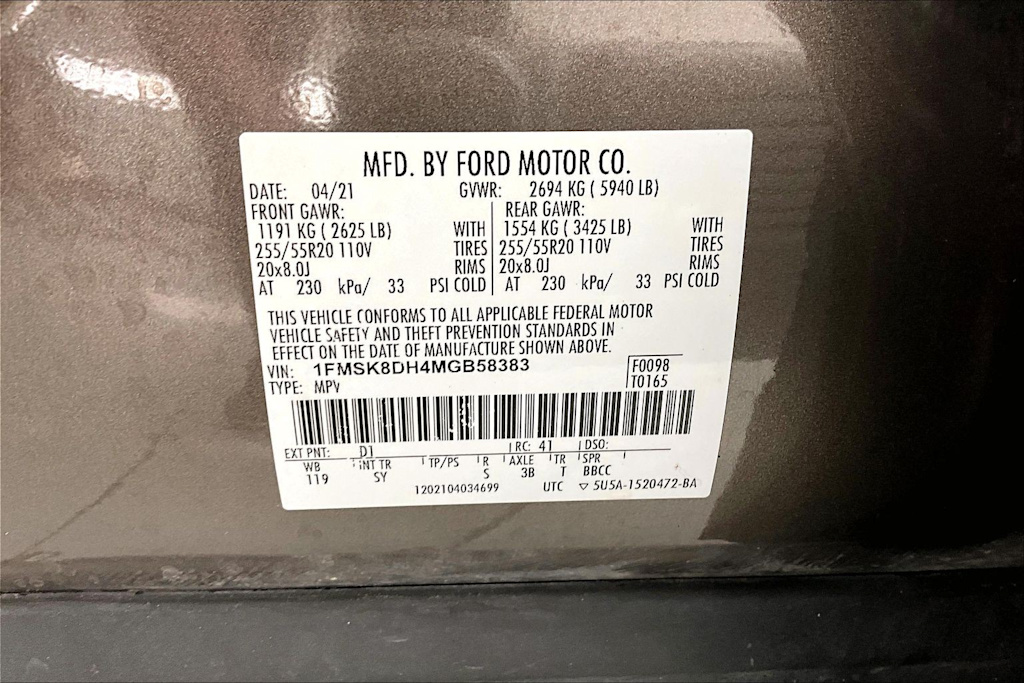 MFD. BY FORD MOTOR CO.
DATE: 04/21 GVWR: 2694 KG ( 5940 LB)
FRONT GAWR: REAR GAWR:
1191 KG ( 2625 LB) WITH 1554 KG ( 3425 LB) WITH
255/55R20 110V TIRES 255/55R20 110V TIRES
20x8.0J RIMS 20x8.0J RIMS
AT 230 kPa/ 33 PSI COLD AT 230 kPa/ 33 PSI COLD
THIS VEHICLE CONFORMS TO ALL APPLICABLE FEDERAL MOTOR
VEHICLE SAFETY AND THEFT PREVENTION STANDARDS IN
EFFECT ON THE DATE OF MANUFACTURE SHOWN ABOVE.
VIN: 1FMSK8DH4MGB58383 F0098
TYPE: MPV T0165
EXT PNT: D1 RC: 41 DSO:
WB INT TR TP/PS R AXLE TR SPR
119 SY S 3B T BBCC
1202104034699 UTC ▽ 5U5A-1520472-BA